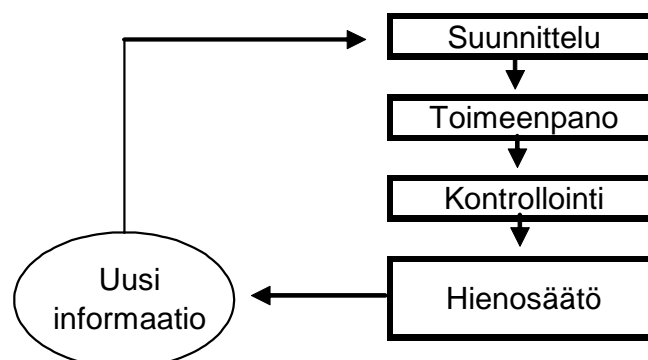 Suunnittelu
Toimeenpano
Kontrollointi
Hienosäätö
Uusi
informaatio